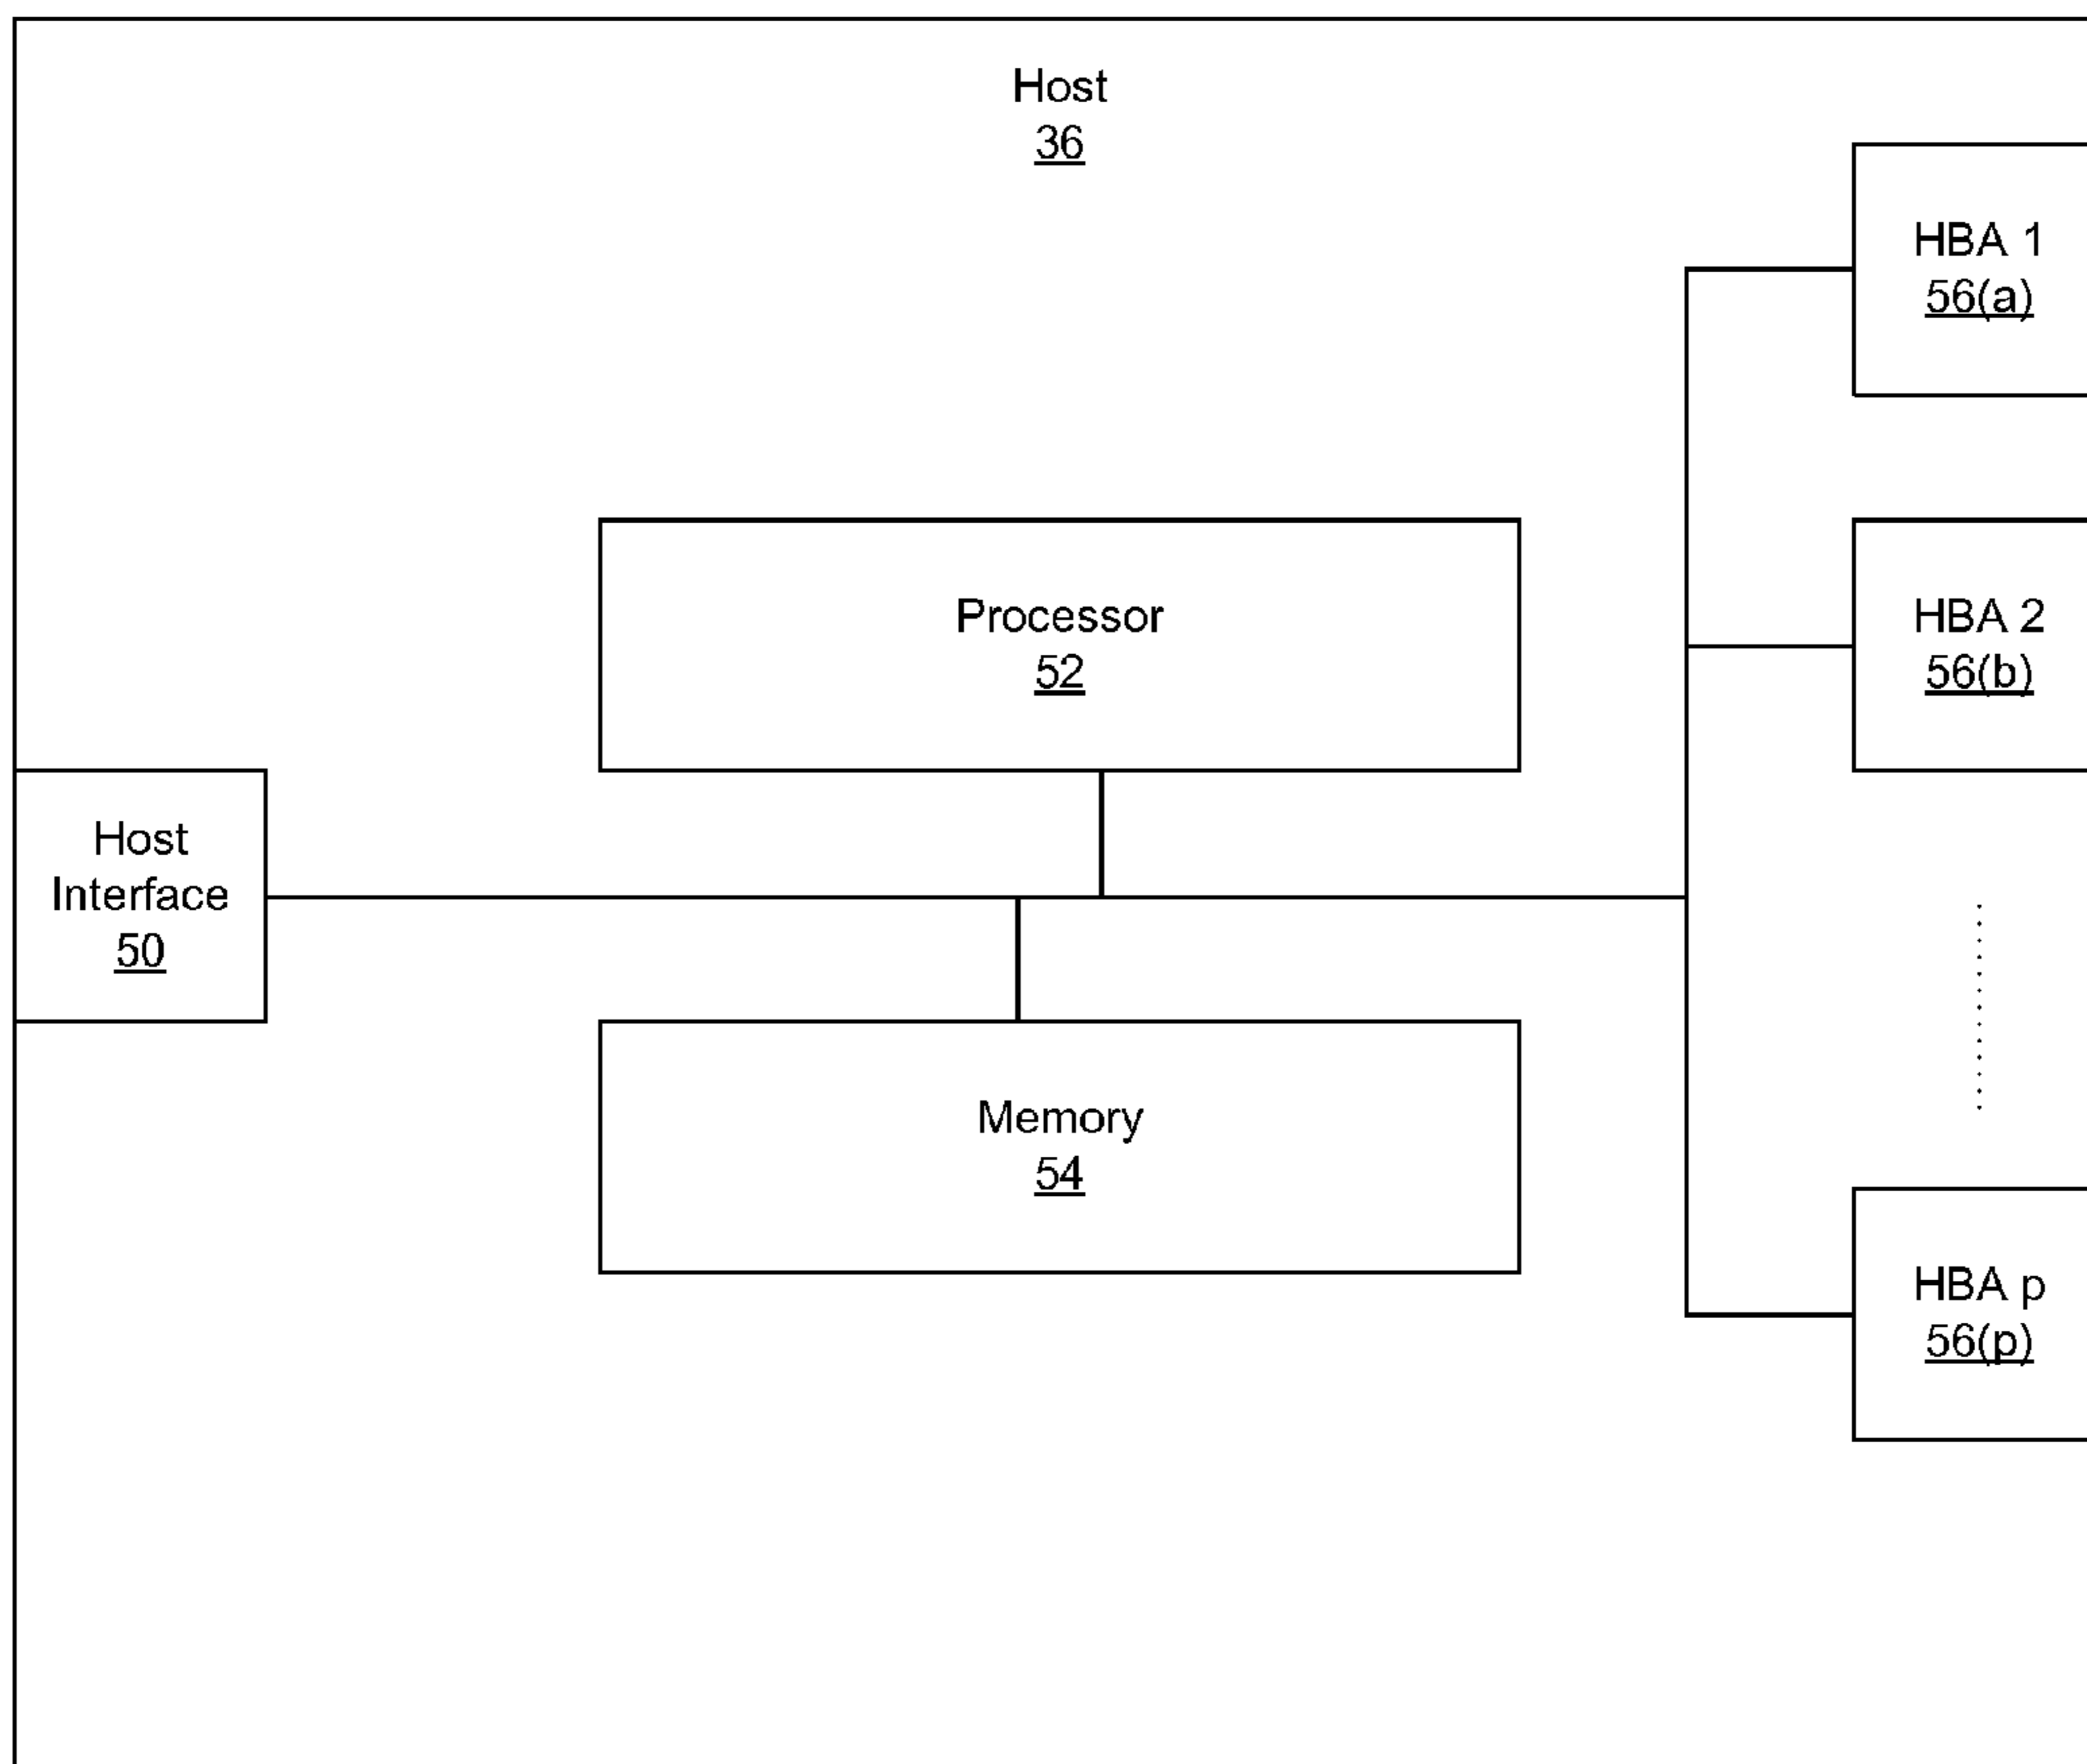 Host
36
HBA 1
56(a)
Processor
52
HBA 2
56(b)
Host
Interface
50
Memory
54
HBA p
56(p)